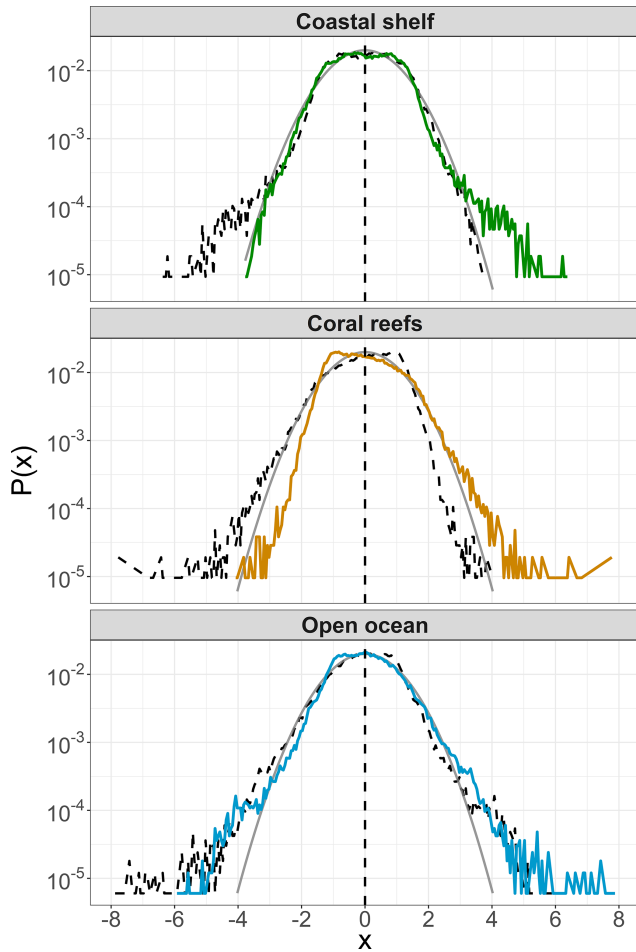 Coastal shelf
10⁻²
10⁻³
10⁻⁴
10⁻⁵
Coral reefs
10⁻²
10⁻³
10⁻⁴
10⁻⁵
P(x)
Open ocean
10⁻²
10⁻³
10⁻⁴
10⁻⁵
-8 -6 -4 -2 0 2 4 6 8
x